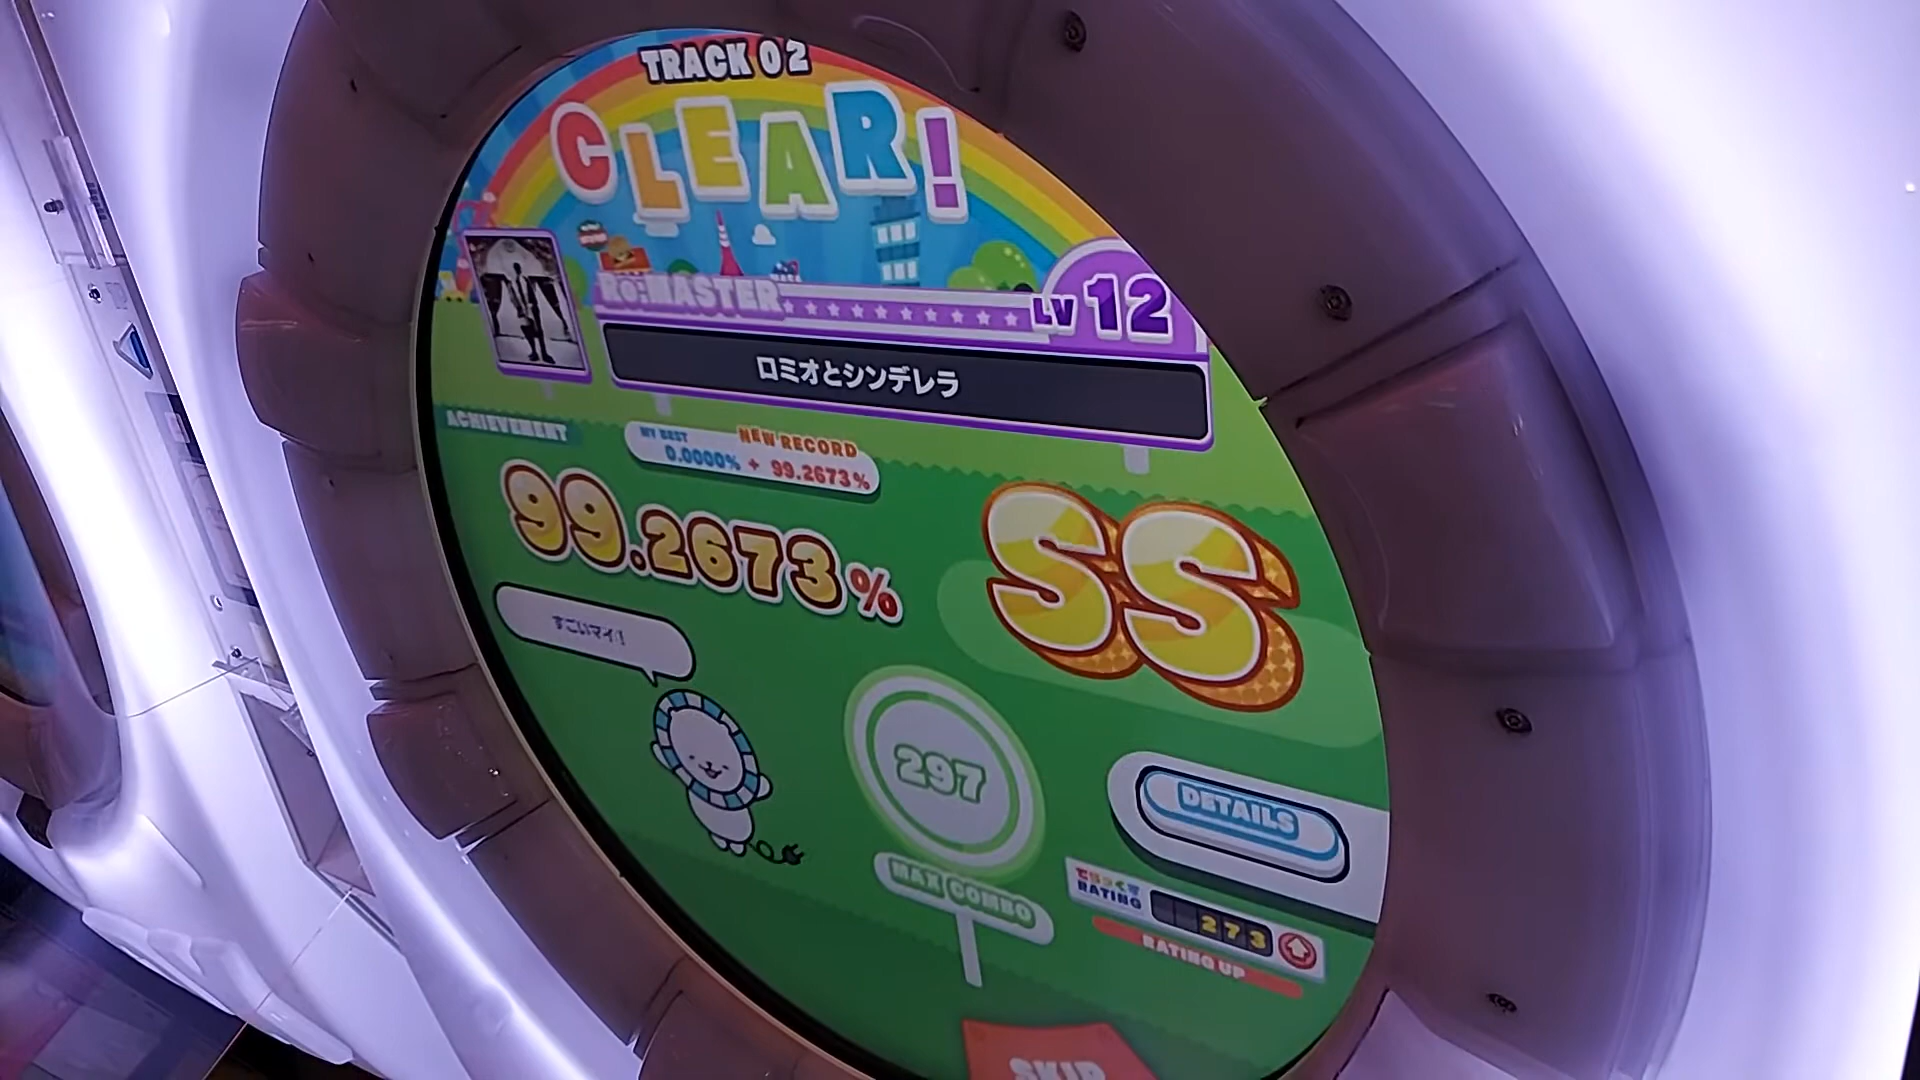 TRACK 02
CLEAR!
Re:MASTER
LV 12
ロミオとシンデレラ
ACHIEVEMENT
MY BEST
NEW RECORD
0.0000% + 99.2673%
99.2673%
SS
すごいマイ!
297
MAX COMBO
DETAILS
でらっくす
RATING
273
RATING UP
SKIP